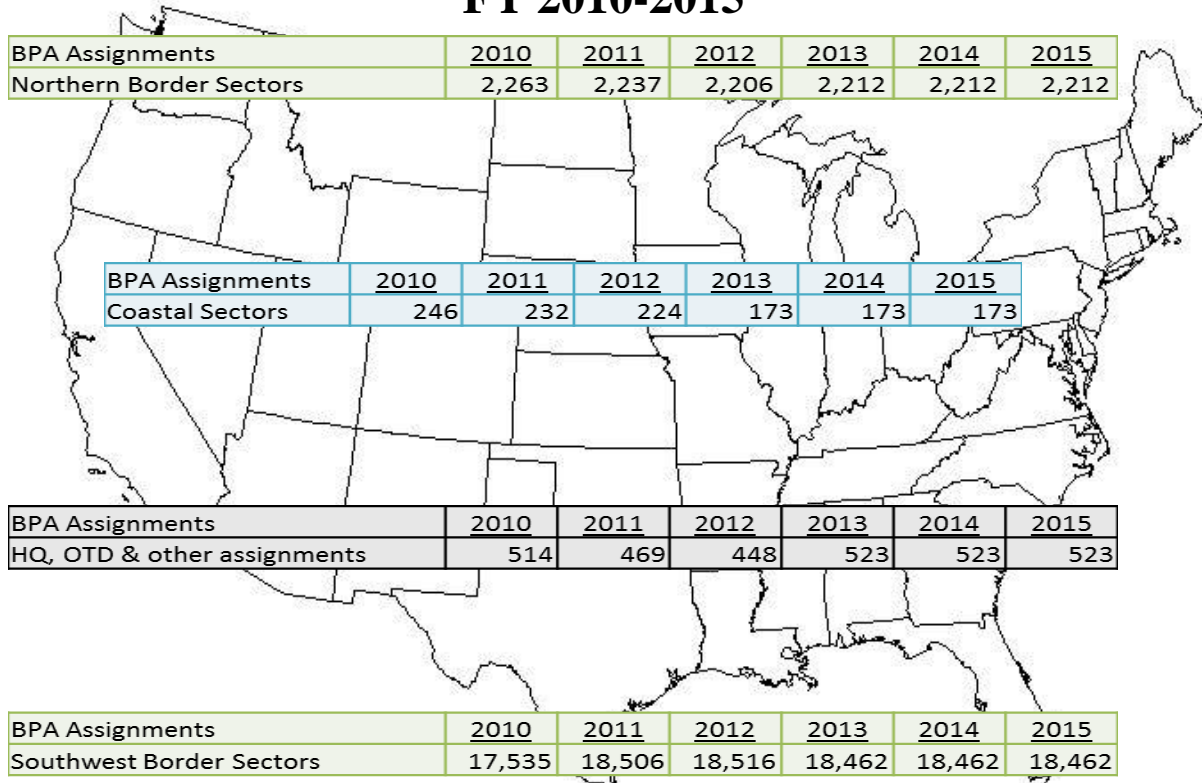 FY 2010-2015
BPA Assignments 2010 2011 2012 2013 2014 2015
Northern Border Sectors 2,263 2,237 2,206 2,212 2,212 2,212
BPA Assignments 2010 2011 2012 2013 2014 2015
Coastal Sectors 246 232 224 173 173 173
BPA Assignments 2010 2011 2012 2013 2014 2015
HQ, OTD & other assignments 514 469 448 523 523 523
BPA Assignments 2010 2011 2012 2013 2014 2015
Southwest Border Sectors 17,535 18,506 18,516 18,462 18,462 18,462